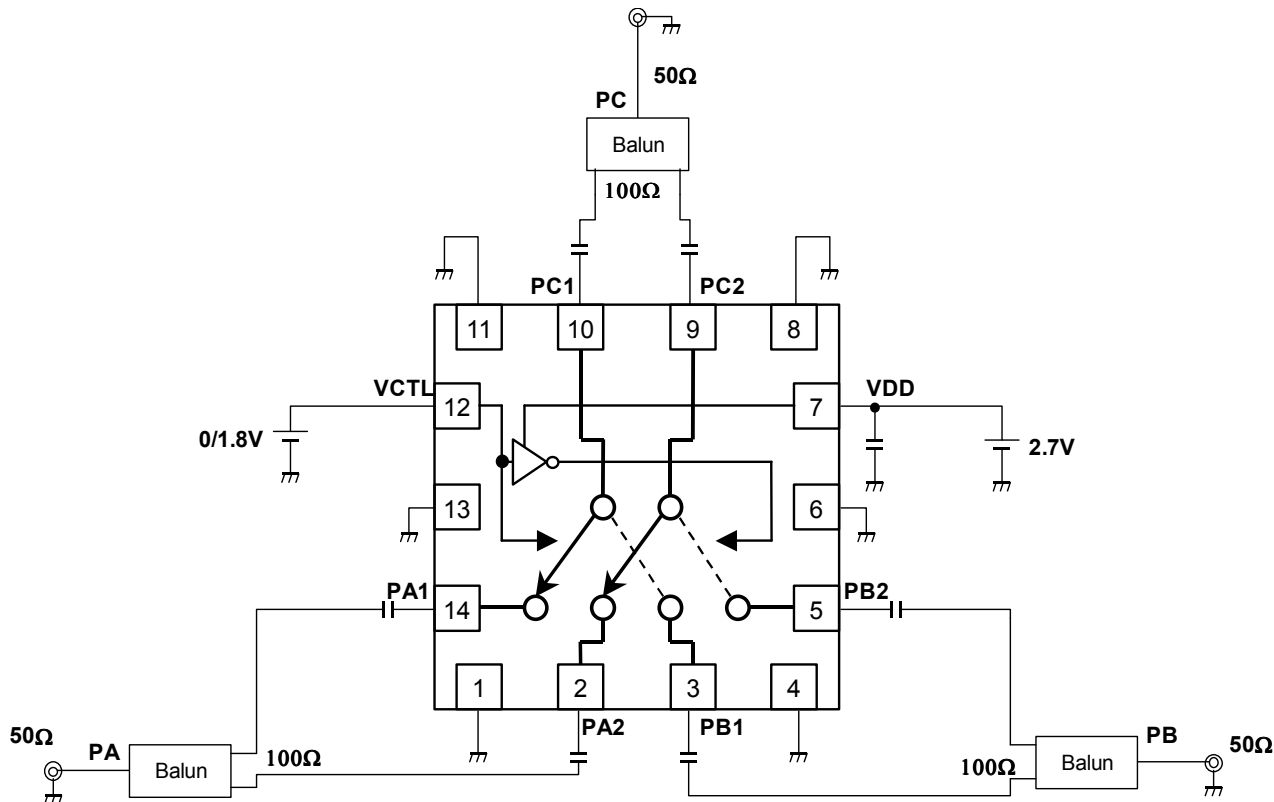 50Ω
PC
Balun
100Ω
PC1
PC2
11
10
9
8
VCTL
VDD
12
7
0/1.8V
2.7V
13
6
PA1
PB2
14
5
1
2
3
4
PA2
PB1
50Ω
PA
Balun
100Ω
100Ω
Balun
PB
50Ω